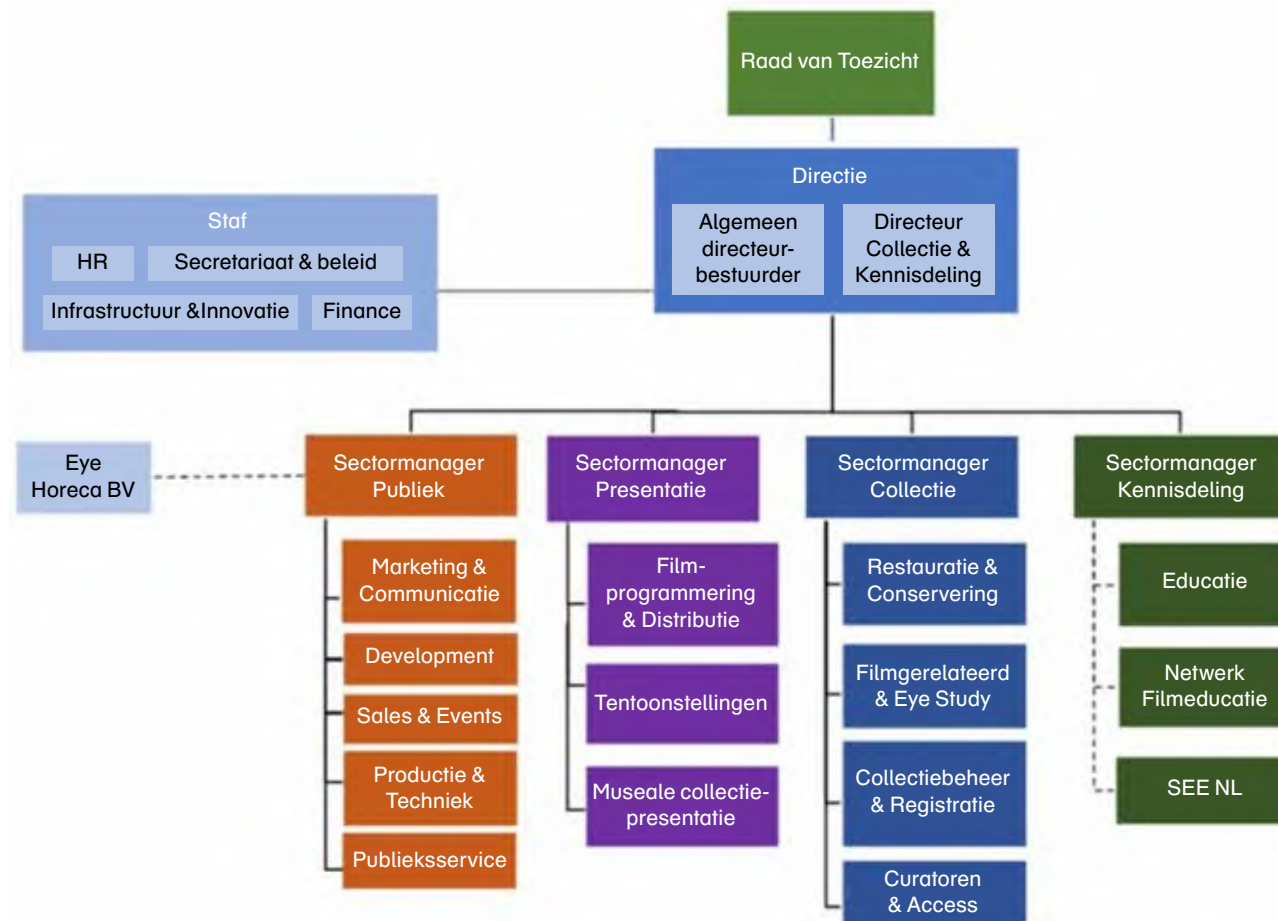 Raad van Toezicht
Directie
Algemeen
directeur-
bestuurder
Directeur
Collectie &
Kennisdeling
Staf
HR
Secretariaat & beleid
Infrastructuur &Innovatie
Finance
Eye
Horeca BV
Sectormanager
Publiek
Marketing &
Communicatie
Development
Sales & Events
Productie &
Techniek
Publieksservice
Sectormanager
Presentatie
Film-
programmering
& Distributie
Tentoonstellingen
Museale collectie-
presentatie
Sectormanager
Collectie
Restauratie &
Conservering
Filmgerelateerd
& Eye Study
Collectiebeheer
& Registratie
Curatoren
& Access
Sectormanager
Kennisdeling
Educatie
Netwerk
Filmeducatie
SEE NL